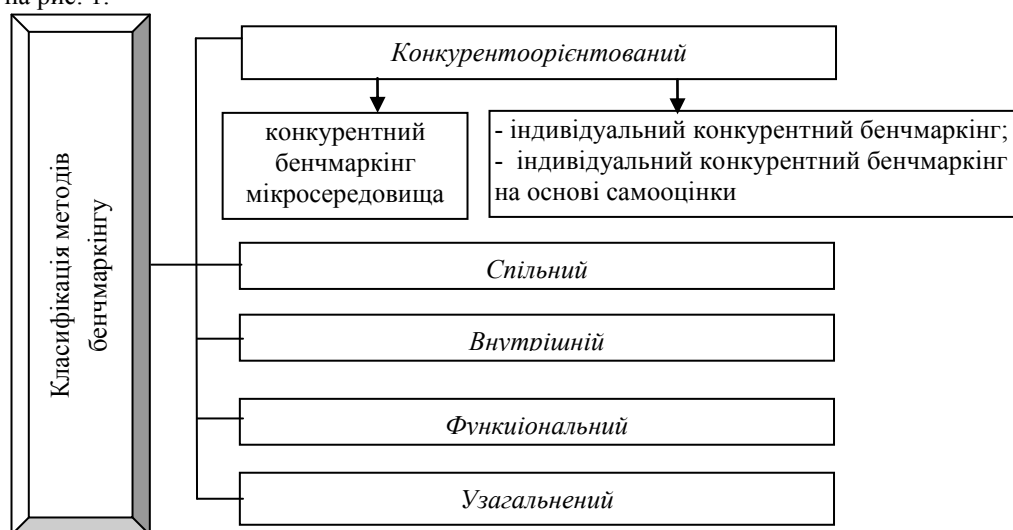 на рис. 1.
Класифікація методів
бенчмаркінгу
Конкурентоорієнтований
конкурентний
бенчмаркінг
мікросередовища
- індивідуальний конкурентний бенчмаркінг;
- індивідуальний конкурентний бенчмаркінг
на основі самооцінки
Спільний
Внутрішній
Функціональний
Узагальнений